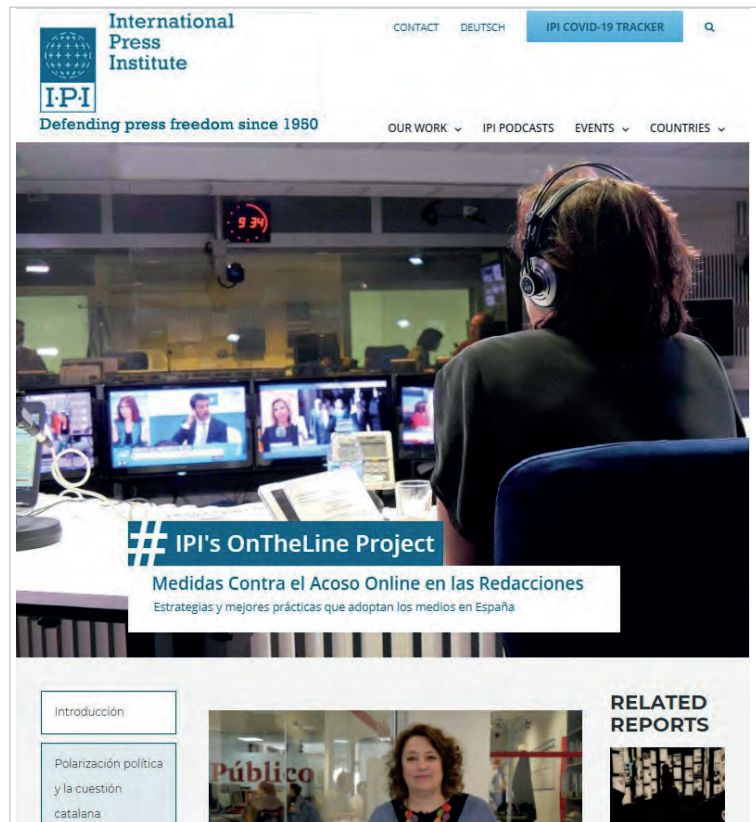 International
Press
Institute
I·P·I
Defending press freedom since 1950
CONTACT DEUTSCH IPI COVID-19 TRACKER
OUR WORK IPI PODCASTS EVENTS COUNTRIES
9 34
# IPI's OnTheLine Project
Medidas Contra el Acoso Online en las Redacciones
Estrategias y mejores prácticas que adoptan los medios en España
Introducción
Polarización política
y la cuestión
catalana
Público
RELATED
REPORTS